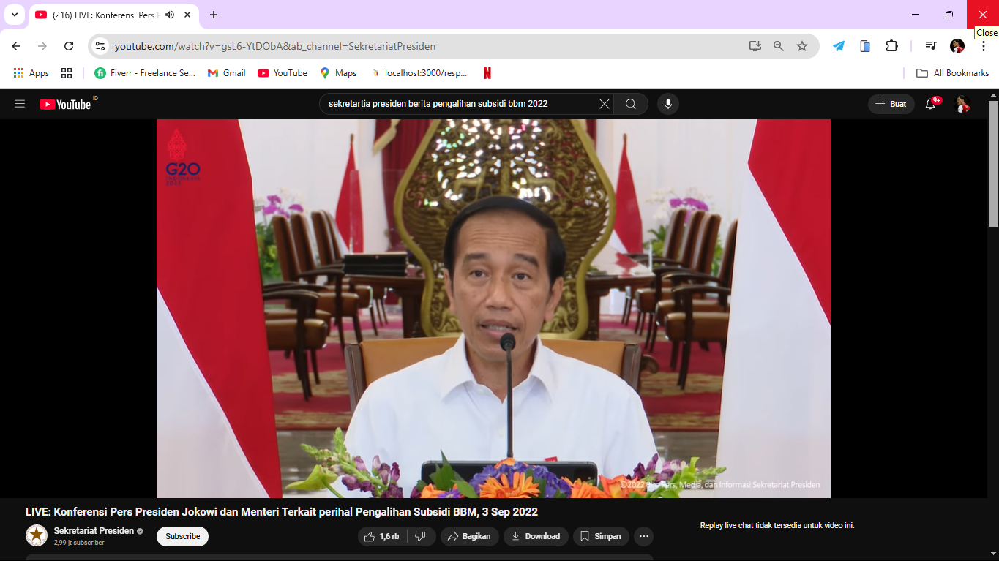 (216) LIVE: Konferensi Pers P
Close
youtube.com/watch?v=gsL6-YtDObA&ab_channel=SekretariatPresiden
Apps
Fiverr - Freelance Se...
Gmail
YouTube
Maps
localhost:3000/resp...
All Bookmarks
YouTube ID
sekretartia presiden berita pengalihan subsidi bbm 2022
Buat
9+
G20
INDONESIA
2022
©2022 Biro Pers, Media, dan Informasi Sekretariat Presiden
LIVE: Konferensi Pers Presiden Jokowi dan Menteri Terkait perihal Pengalihan Subsidi BBM, 3 Sep 2022
Sekretariat Presiden
2,99 jt subscriber
Subscribe
1,6 rb
Bagikan
Download
Simpan
Replay live chat tidak tersedia untuk video ini.